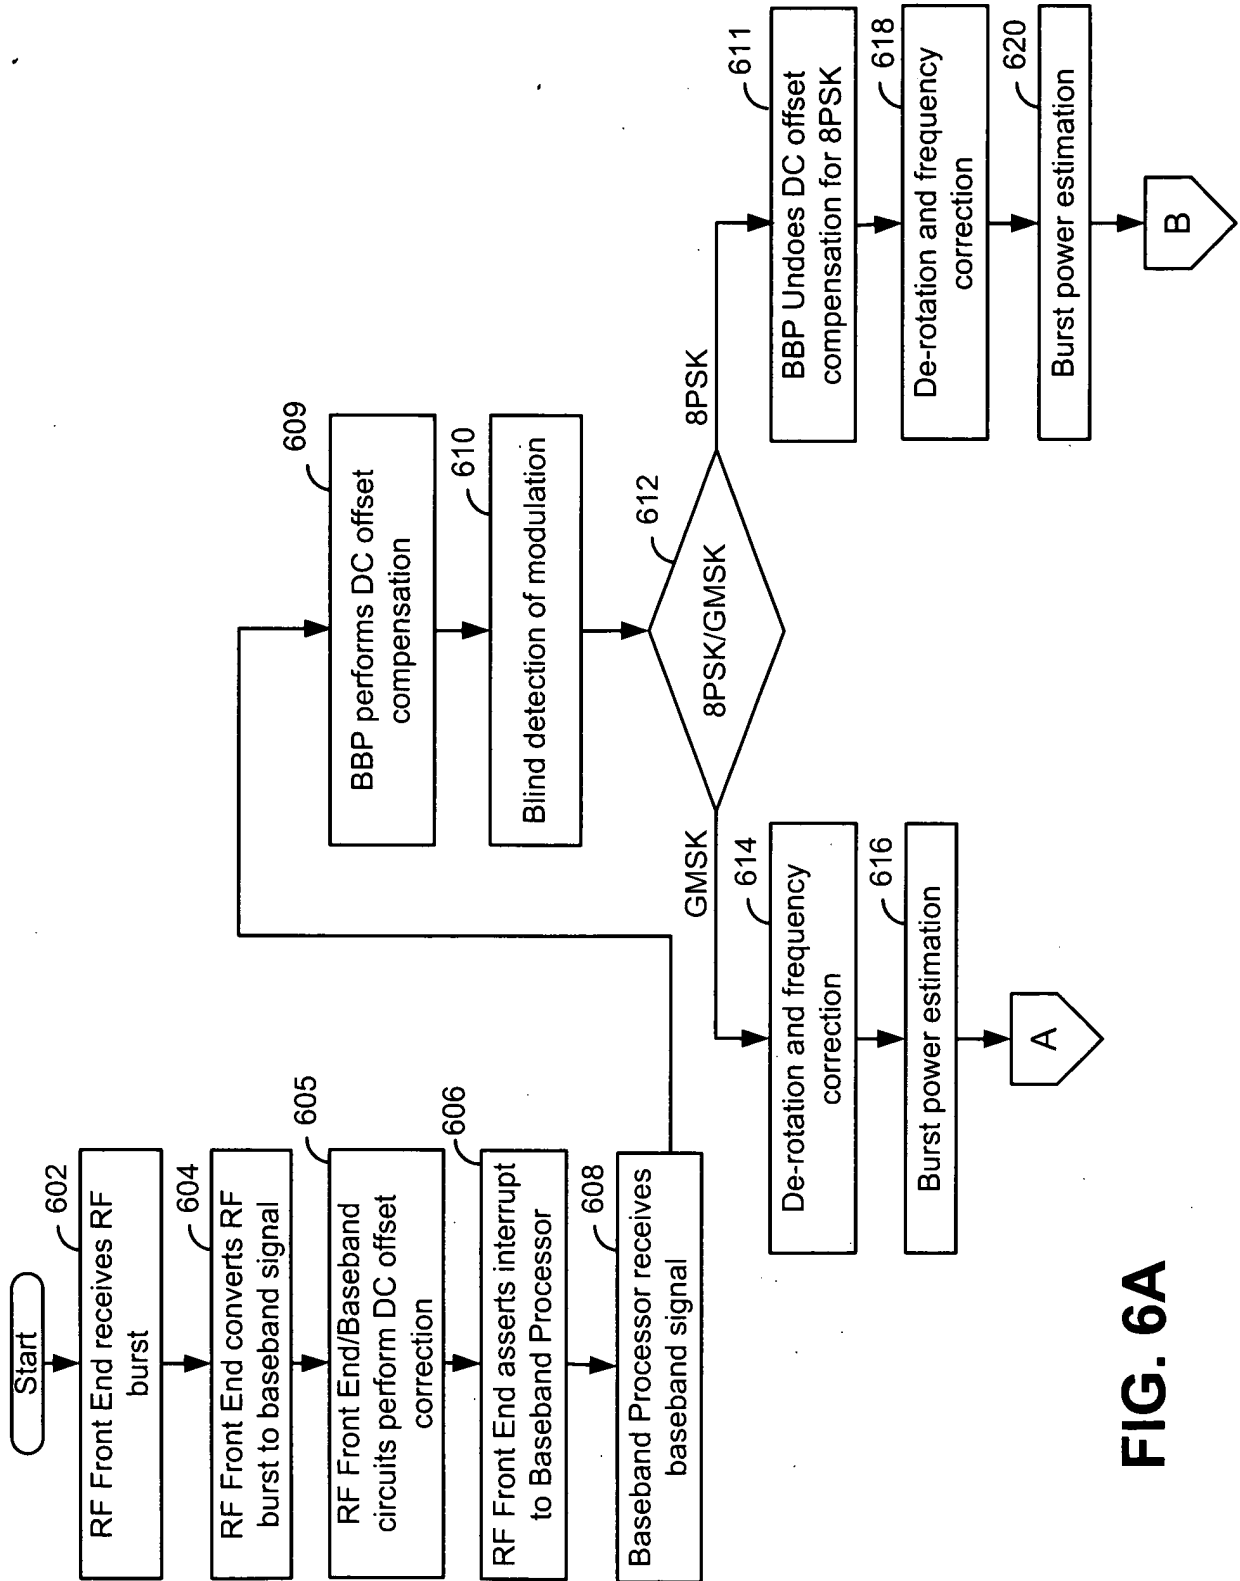 Start
602
RF Front End receives RF
burst
604
RF Front End converts RF
burst to baseband signal
605
RF Front End/Baseband
circuits perform DC offset
correction
606
RF Front End asserts interrupt
to Baseband Processor
608
Baseband Processor receives
baseband signal
609
BBP performs DC offset
compensation
610
Blind detection of modulation
612
8PSK/GMSK
GMSK
8PSK
614
De-rotation and frequency
correction
616
Burst power estimation
A
611
BBP Undoes DC offset
compensation for 8PSK
618
De-rotation and frequency
correction
620
Burst power estimation
B
FIG. 6A